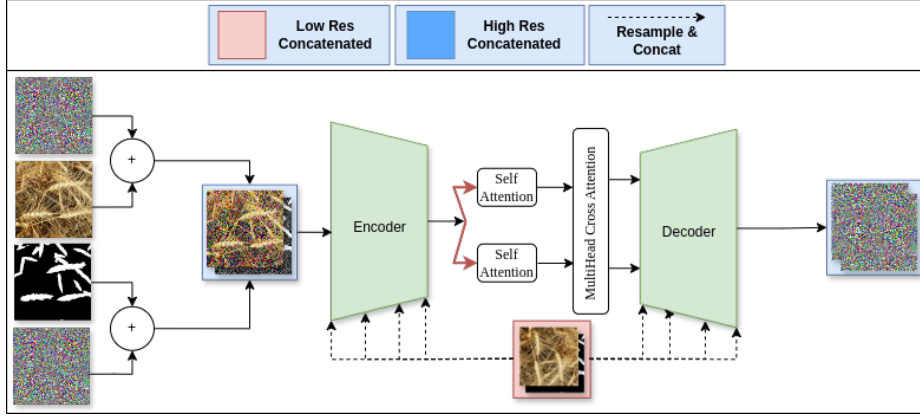 Low Res
Concatenated
High Res
Concatenated
Resample &
Concat
+
+
Encoder
Self
Attention
Self
Attention
MultiHead Cross Attention
Decoder